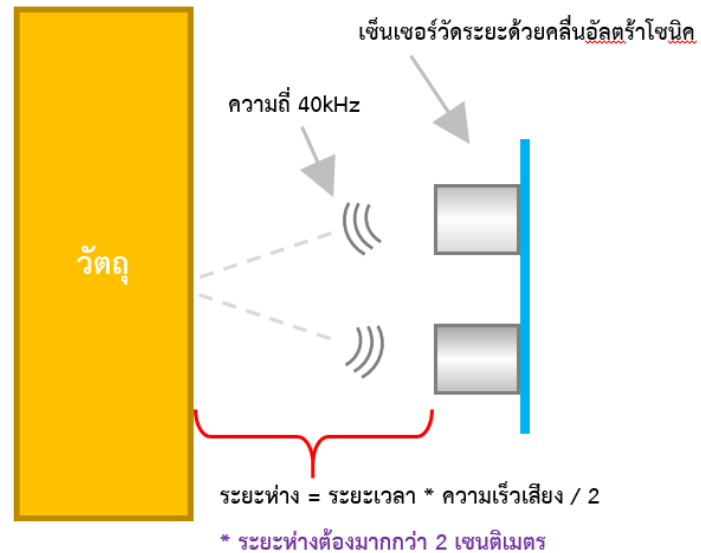 เซ็นเซอร์วัดระยะด้วยคลื่นอัลตร้าโซนิค
ความถี่ 40kHz
วัตถุ
ระยะห่าง = ระยะเวลา * ความเร็วเสียง / 2
* ระยะห่างต้องมากกว่า 2 เซนติเมตร